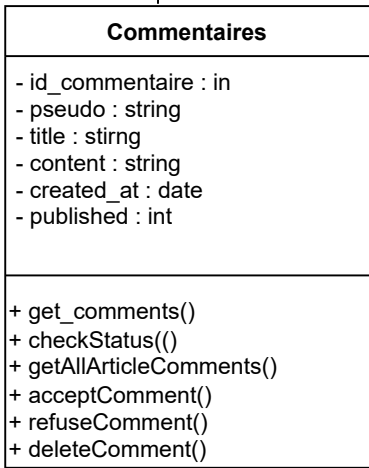 Commentaires
- id_commentaire : in
- pseudo : string
- title : stirng
- content : string
- created_at : date
- published : int
+ get_comments()
+ checkStatus(()
+ getAllArticleComments()
+ acceptComment()
+ refuseComment()
+ deleteComment()